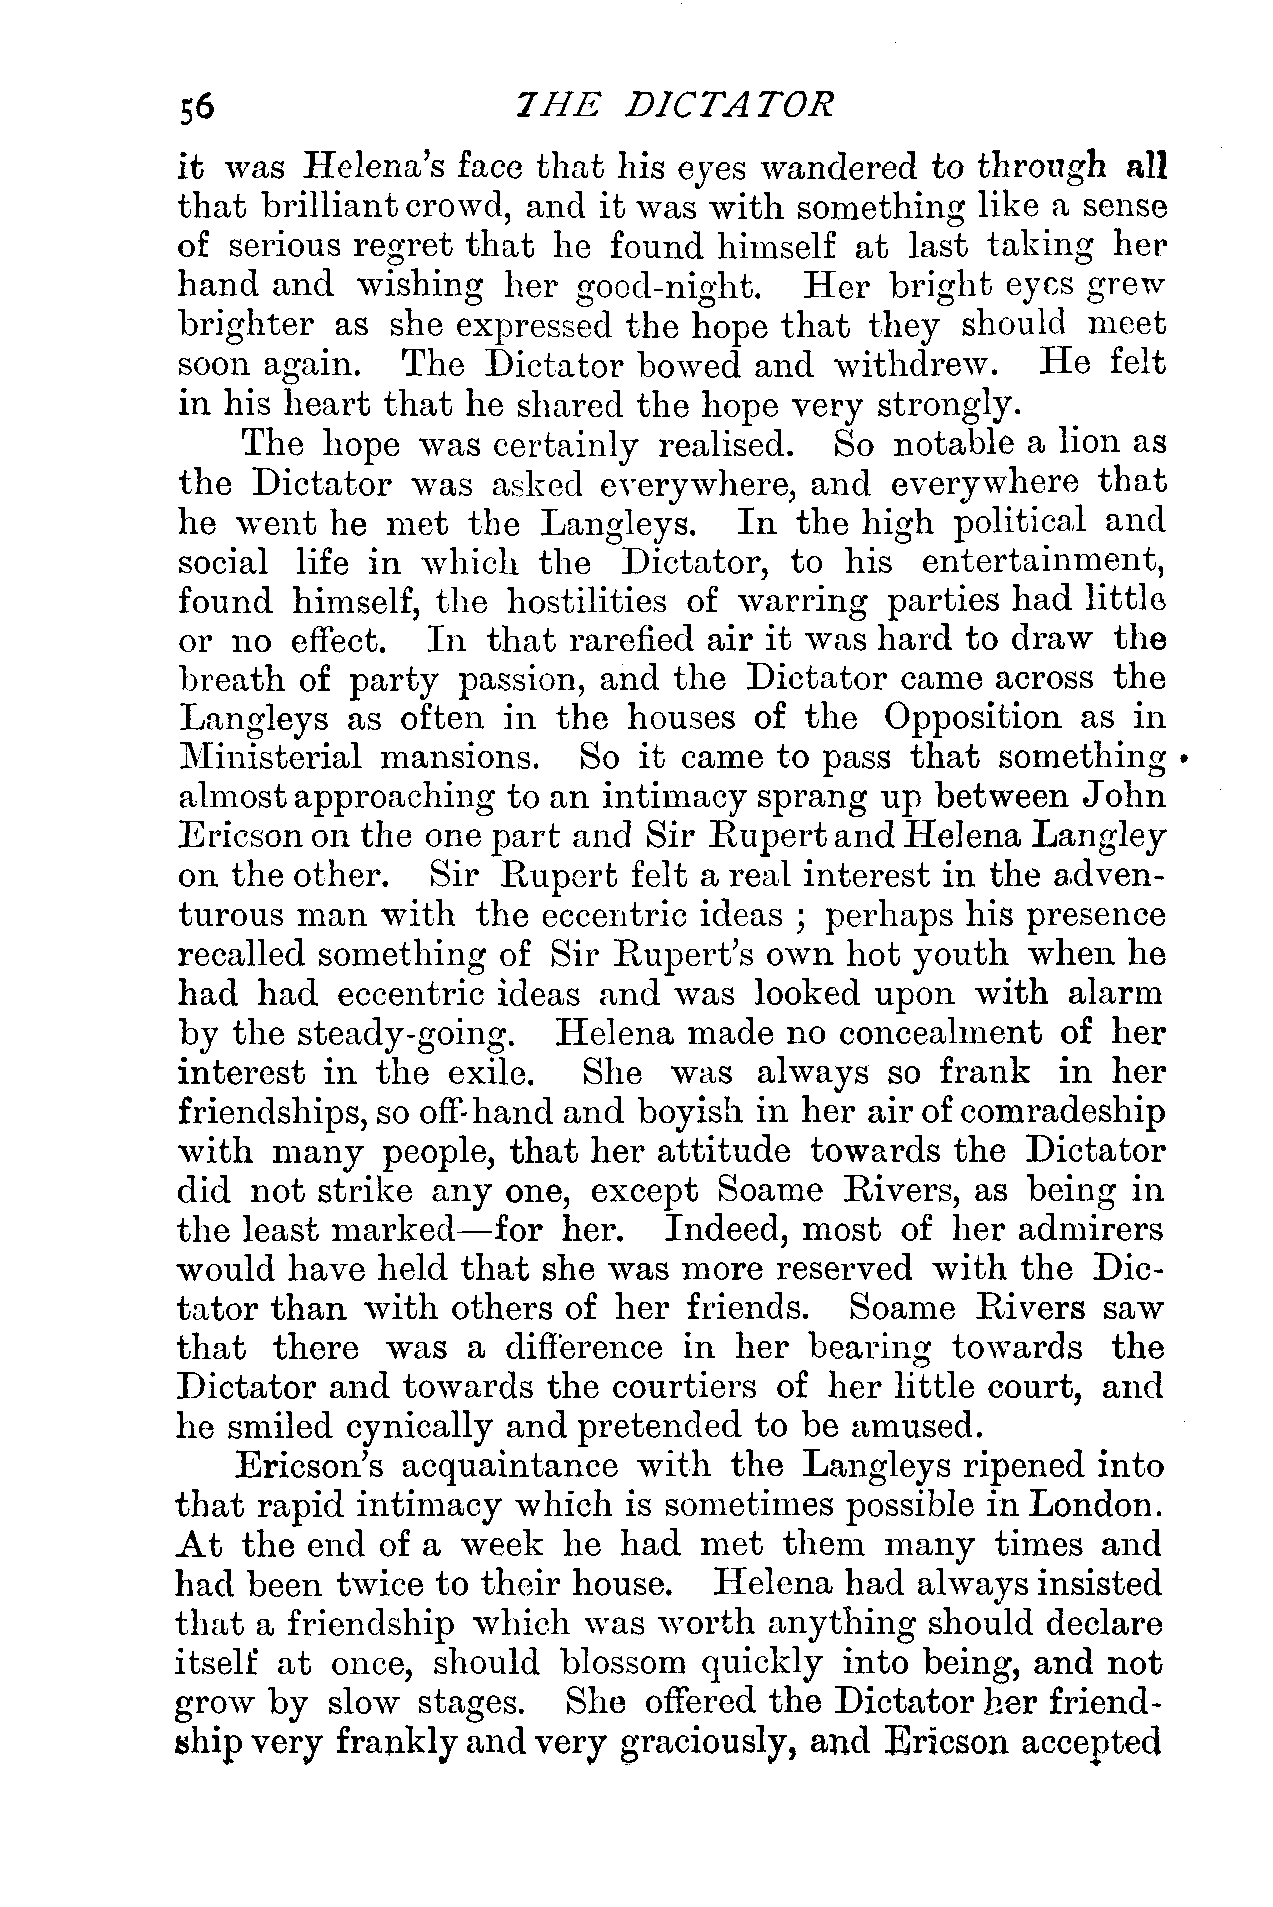 56 THE DICTATOR
it was Helena's face that his eyes wandered to through all
that brilliant crowd, and it was with something like a sense
of serious regret that he found himself at last taking her
hand and wishing her good-night. Her bright eyes grew
brighter as she expressed the hope that they should meet
soon again. The Dictator bowed and withdrew. He felt
in his heart that he shared the hope very strongly.
The hope was certainly realised. So notable a lion as
the Dictator was asked everywhere, and everywhere that
he went he met the Langleys. In the high political and
social life in which the Dictator, to his entertainment,
found himself, the hostilities of warring parties had little
or no effect. In that rarefied air it was hard to draw the
breath of party passion, and the Dictator came across the
Langleys as often in the houses of the Opposition as in
Ministerial mansions. So it came to pass that something
almost approaching to an intimacy sprang up between John
Ericson on the one part and Sir Rupert and Helena Langley
on the other. Sir Rupert felt a real interest in the adven-
turous man with the eccentric ideas ; perhaps his presence
recalled something of Sir Rupert's own hot youth when he
had had eccentric ideas and was looked upon with alarm
by the steady-going. Helena made no concealment of her
interest in the exile. She was always so frank in her
friendships, so off-hand and boyish in her air of comradeship
with many people, that her attitude towards the Dictator
did not strike any one, except Soame Rivers, as being in
the least marked—for her. Indeed, most of her admirers
would have held that she was more reserved with the Dic-
tator than with others of her friends. Soame Rivers saw
that there was a difference in her bearing towards the
Dictator and towards the courtiers of her little court, and
he smiled cynically and pretended to be amused.
Ericson's acquaintance with the Langleys ripened into
that rapid intimacy which is sometimes possible in London.
At the end of a week he had met them many times and
had been twice to their house. Helena had always insisted
that a friendship which was worth anything should declare
itself at once, should blossom quickly into being, and not
grow by slow stages. She offered the Dictator her friend-
ship very frankly and very graciously, and Ericson accepted